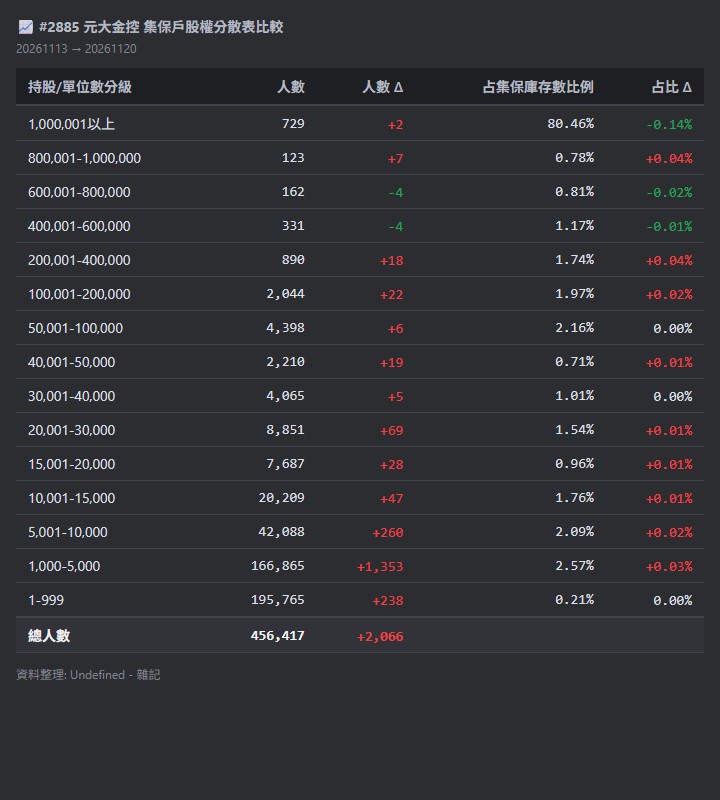 📈 #2885 元大金控 集保戶股權分散表比較
20261113 → 20261120
持股/單位數分級 人數 人數 Δ 占集保庫存數比例 占比 Δ
1,000,001以上 729 +2 80.46% -0.14%
800,001-1,000,000 123 +7 0.78% +0.04%
600,001-800,000 162 -4 0.81% -0.02%
400,001-600,000 331 -4 1.17% -0.01%
200,001-400,000 890 +18 1.74% +0.04%
100,001-200,000 2,044 +22 1.97% +0.02%
50,001-100,000 4,398 +6 2.16% 0.00%
40,001-50,000 2,210 +19 0.71% +0.01%
30,001-40,000 4,065 +5 1.01% 0.00%
20,001-30,000 8,851 +69 1.54% +0.01%
15,001-20,000 7,687 +28 0.96% +0.01%
10,001-15,000 20,209 +47 1.76% +0.01%
5,001-10,000 42,088 +260 2.09% +0.02%
1,000-5,000 166,865 +1,353 2.57% +0.03%
1-999 195,765 +238 0.21% 0.00%
總人數 456,417 +2,066
資料整理: Undefined - 雜記